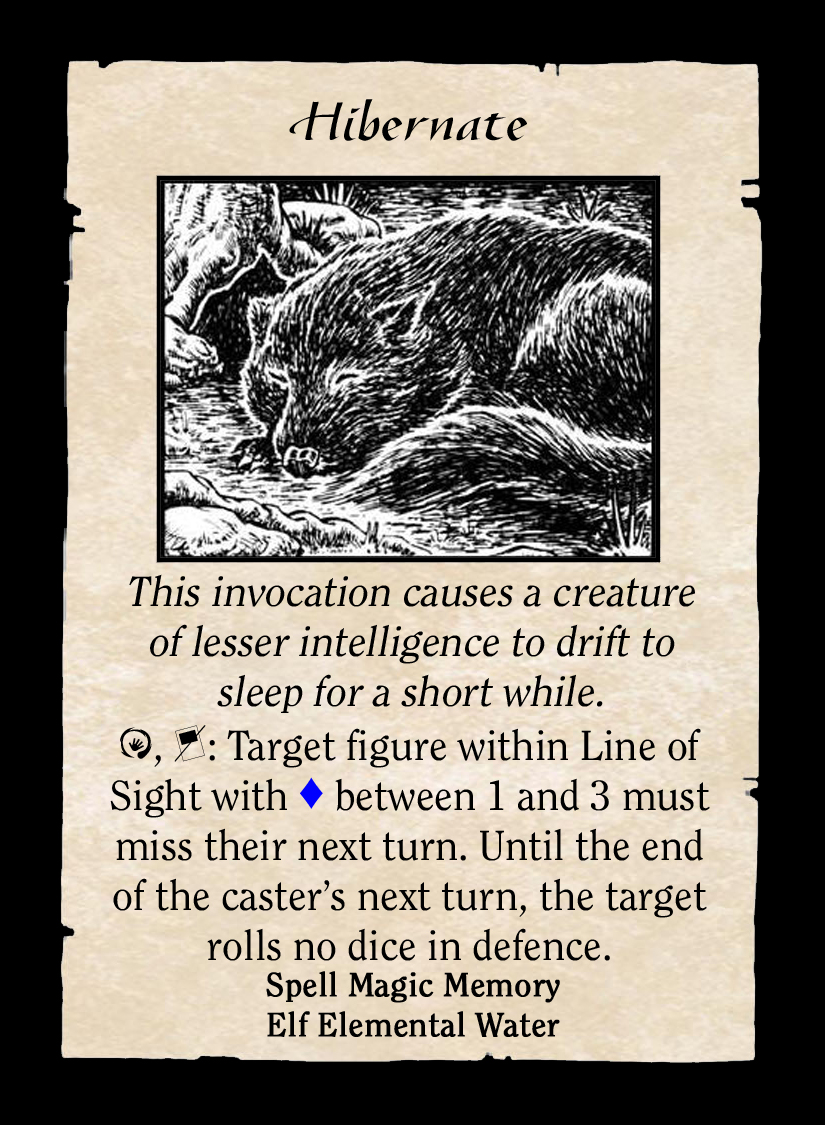 Hibernate
This invocation causes a creature
of lesser intelligence to drift to
sleep for a short while.
, : Target figure within Line of
Sight with ♦ between 1 and 3 must
miss their next turn. Until the end
of the caster’s next turn, the target
rolls no dice in defence.
Spell Magic Memory
Elf Elemental Water